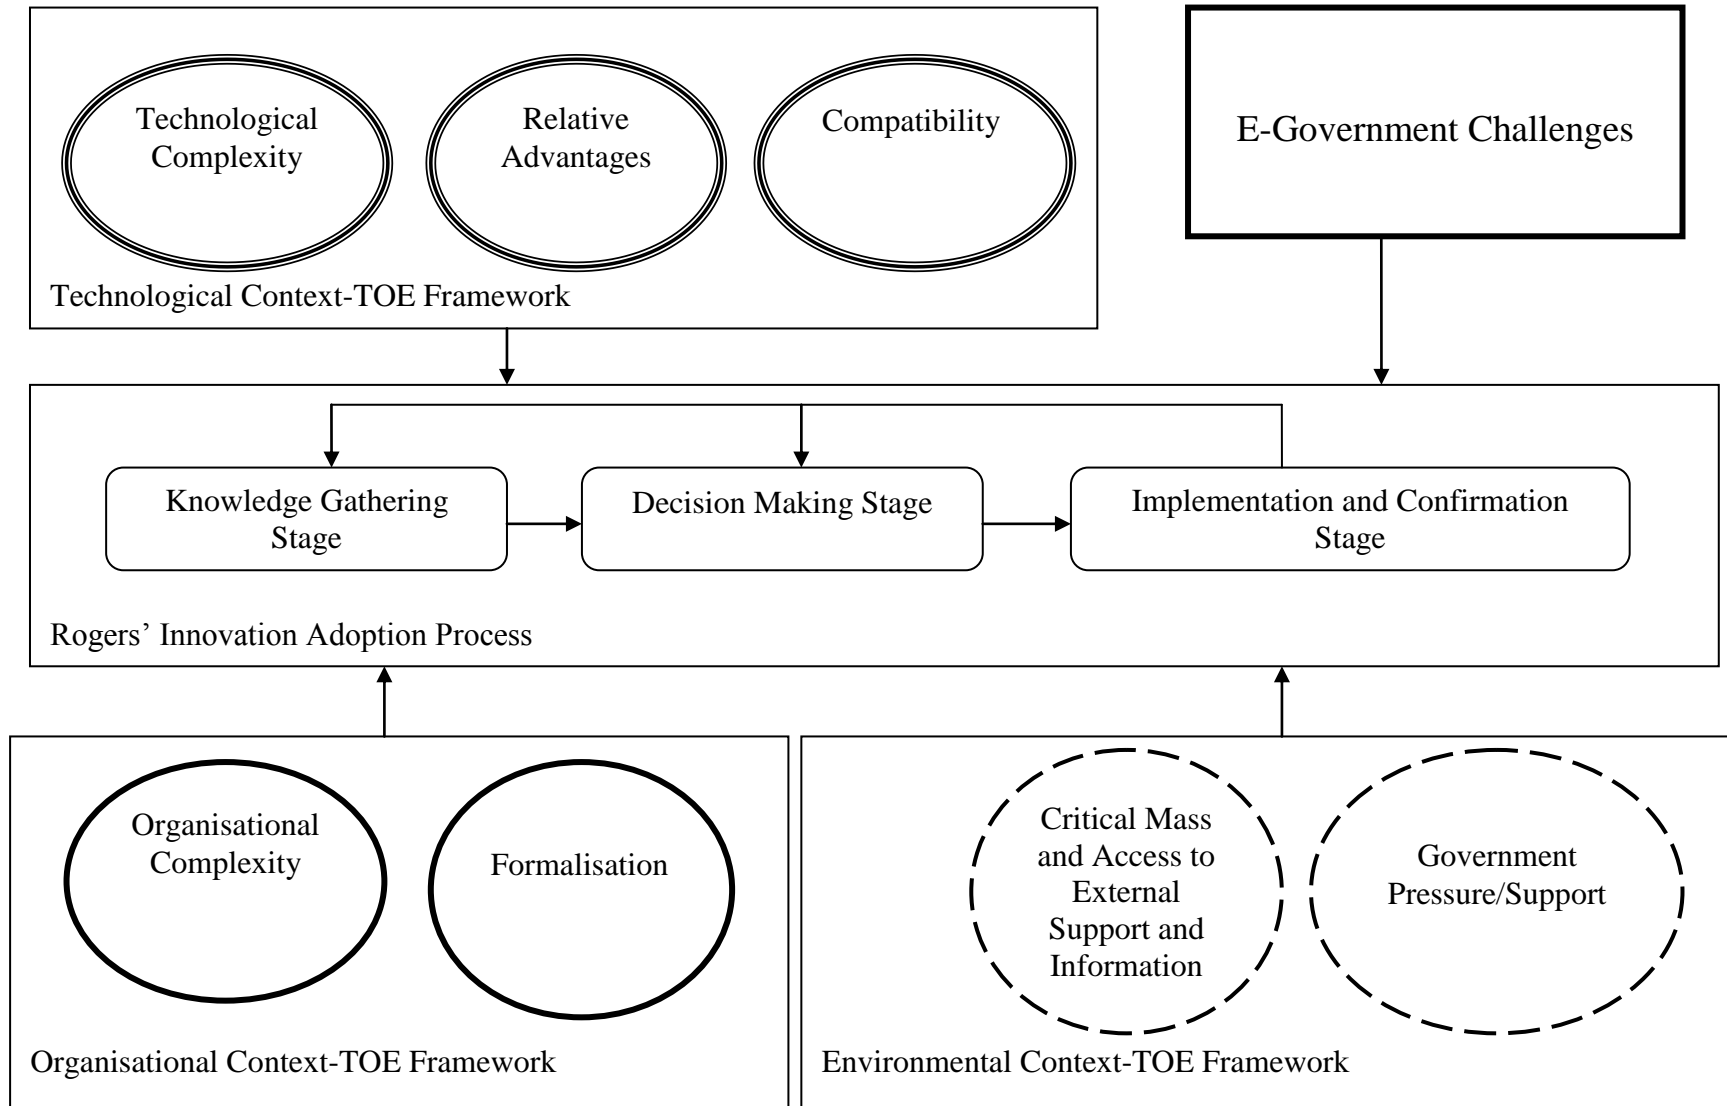 Technological
Complexity
Relative
Advantages
Compatibility
Technological Context-TOE Framework
E-Government Challenges
Knowledge Gathering
Stage
Decision Making Stage
Implementation and Confirmation
Stage
Rogers’ Innovation Adoption Process
Organisational
Complexity
Formalisation
Organisational Context-TOE Framework
Critical Mass
and Access to
External
Support and
Information
Government
Pressure/Support
Environmental Context-TOE Framework